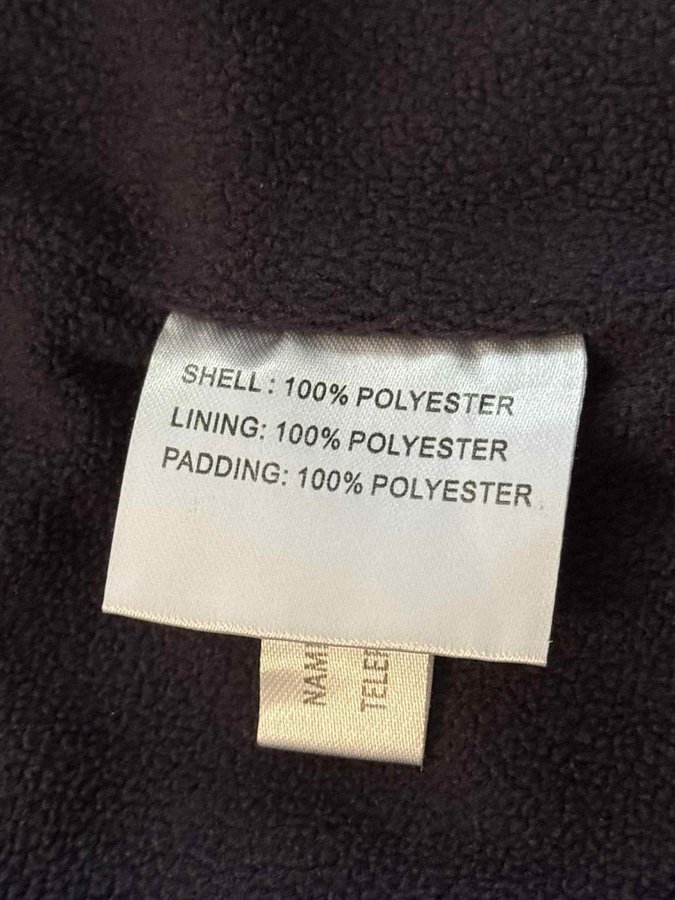 SHELL : 100% POLYESTER
LINING: 100% POLYESTER
PADDING: 100% POLYESTER